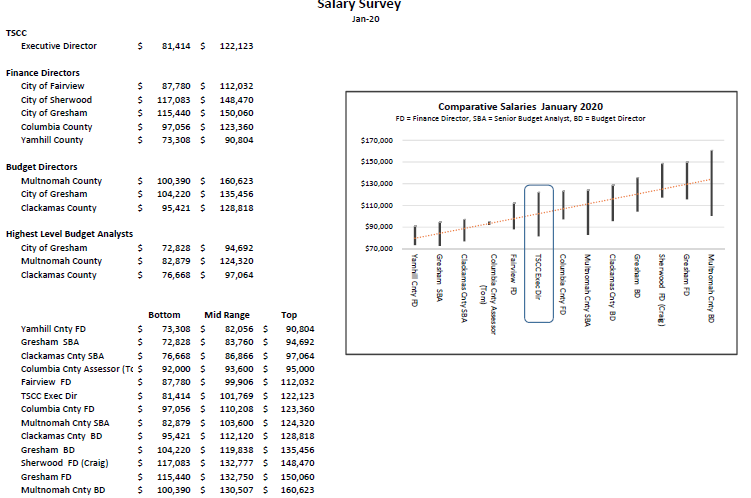 Salary Survey
Jan-20
TSCC
Executive Director $ 81,414 $ 122,123
Finance Directors
City of Fairview $ 87,780 $ 112,032
City of Sherwood $ 117,083 $ 148,470
City of Gresham $ 115,440 $ 150,060
Columbia County $ 97,056 $ 123,360
Yamhill County $ 73,308 $ 90,804
Budget Directors
Multnomah County $ 100,390 $ 160,623
City of Gresham $ 104,220 $ 135,456
Clackamas County $ 95,421 $ 128,818
Highest Level Budget Analysts
City of Gresham $ 72,828 $ 94,692
Multnomah County $ 82,879 $ 124,320
Clackamas County $ 76,668 $ 97,064
Bottom Mid Range Top
Yamhill Cnty FD $ 73,308 $ 82,056 $ 90,804
Gresham SBA $ 72,828 $ 83,760 $ 94,692
Clackamas Cnty SBA $ 76,668 $ 86,866 $ 97,064
Columbia Cnty Assessor (Tc $ 92,000 $ 93,600 $ 95,000
Fairview FD $ 87,780 $ 99,906 $ 112,032
TSCC Exec Dir $ 81,414 $ 101,769 $ 122,123
Columbia Cnty FD $ 97,056 $ 110,208 $ 123,360
Multnomah Cnty SBA $ 82,879 $ 103,600 $ 124,320
Clackamas Cnty BD $ 95,421 $ 112,120 $ 128,818
Gresham BD $ 104,220 $ 119,838 $ 135,456
Sherwood FD (Craig) $ 117,083 $ 132,777 $ 148,470
Gresham FD $ 115,440 $ 132,750 $ 150,060
Multnomah Cnty BD $ 100,390 $ 130,507 $ 160,623
Comparative Salaries January 2020
FD = Finance Director, SBA = Senior Budget Analyst, BD = Budget Director
$170,000
$150,000
$130,000
$110,000
$90,000
$70,000
Yamhill Cnty FD
Gresham SBA
Clackamas Cnty SBA
Columbia Cnty Assessor
(Tom)
Fairview FD
TSCC Exec Dir
Columbia Cnty FD
Multnomah Cnty SBA
Clackamas Cnty BD
Gresham BD
Sherwood FD (Craig)
Gresham FD
Multnomah Cnty BD